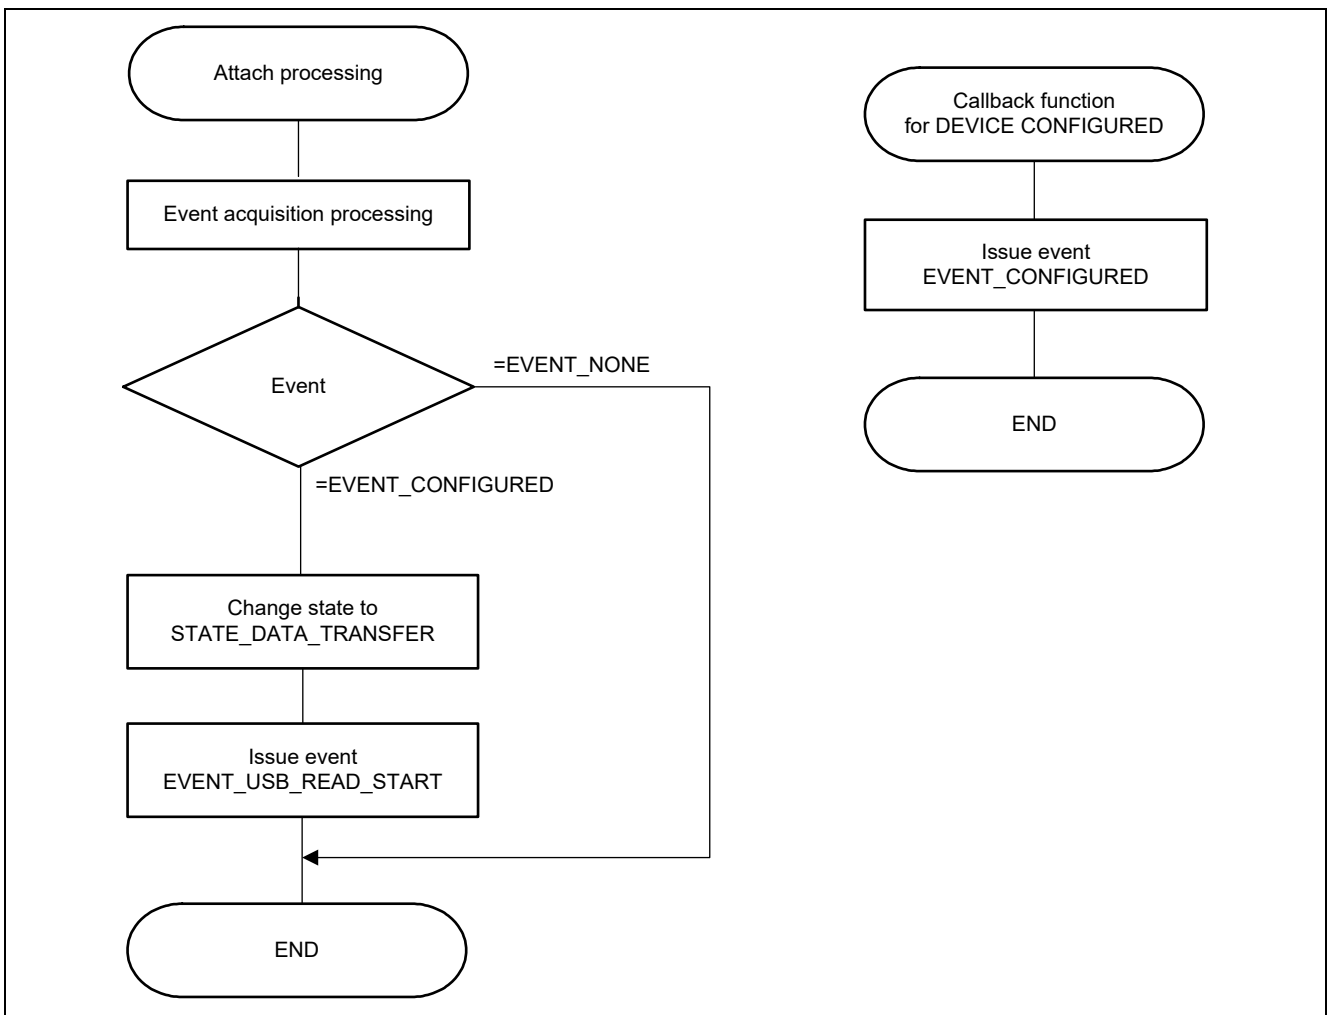 Attach processing
Event acquisition processing
Event
=EVENT_NONE
=EVENT_CONFIGURED
Change state to
STATE_DATA_TRANSFER
Issue event
EVENT_USB_READ_START
END
Callback function
for DEVICE CONFIGURED
Issue event
EVENT_CONFIGURED
END